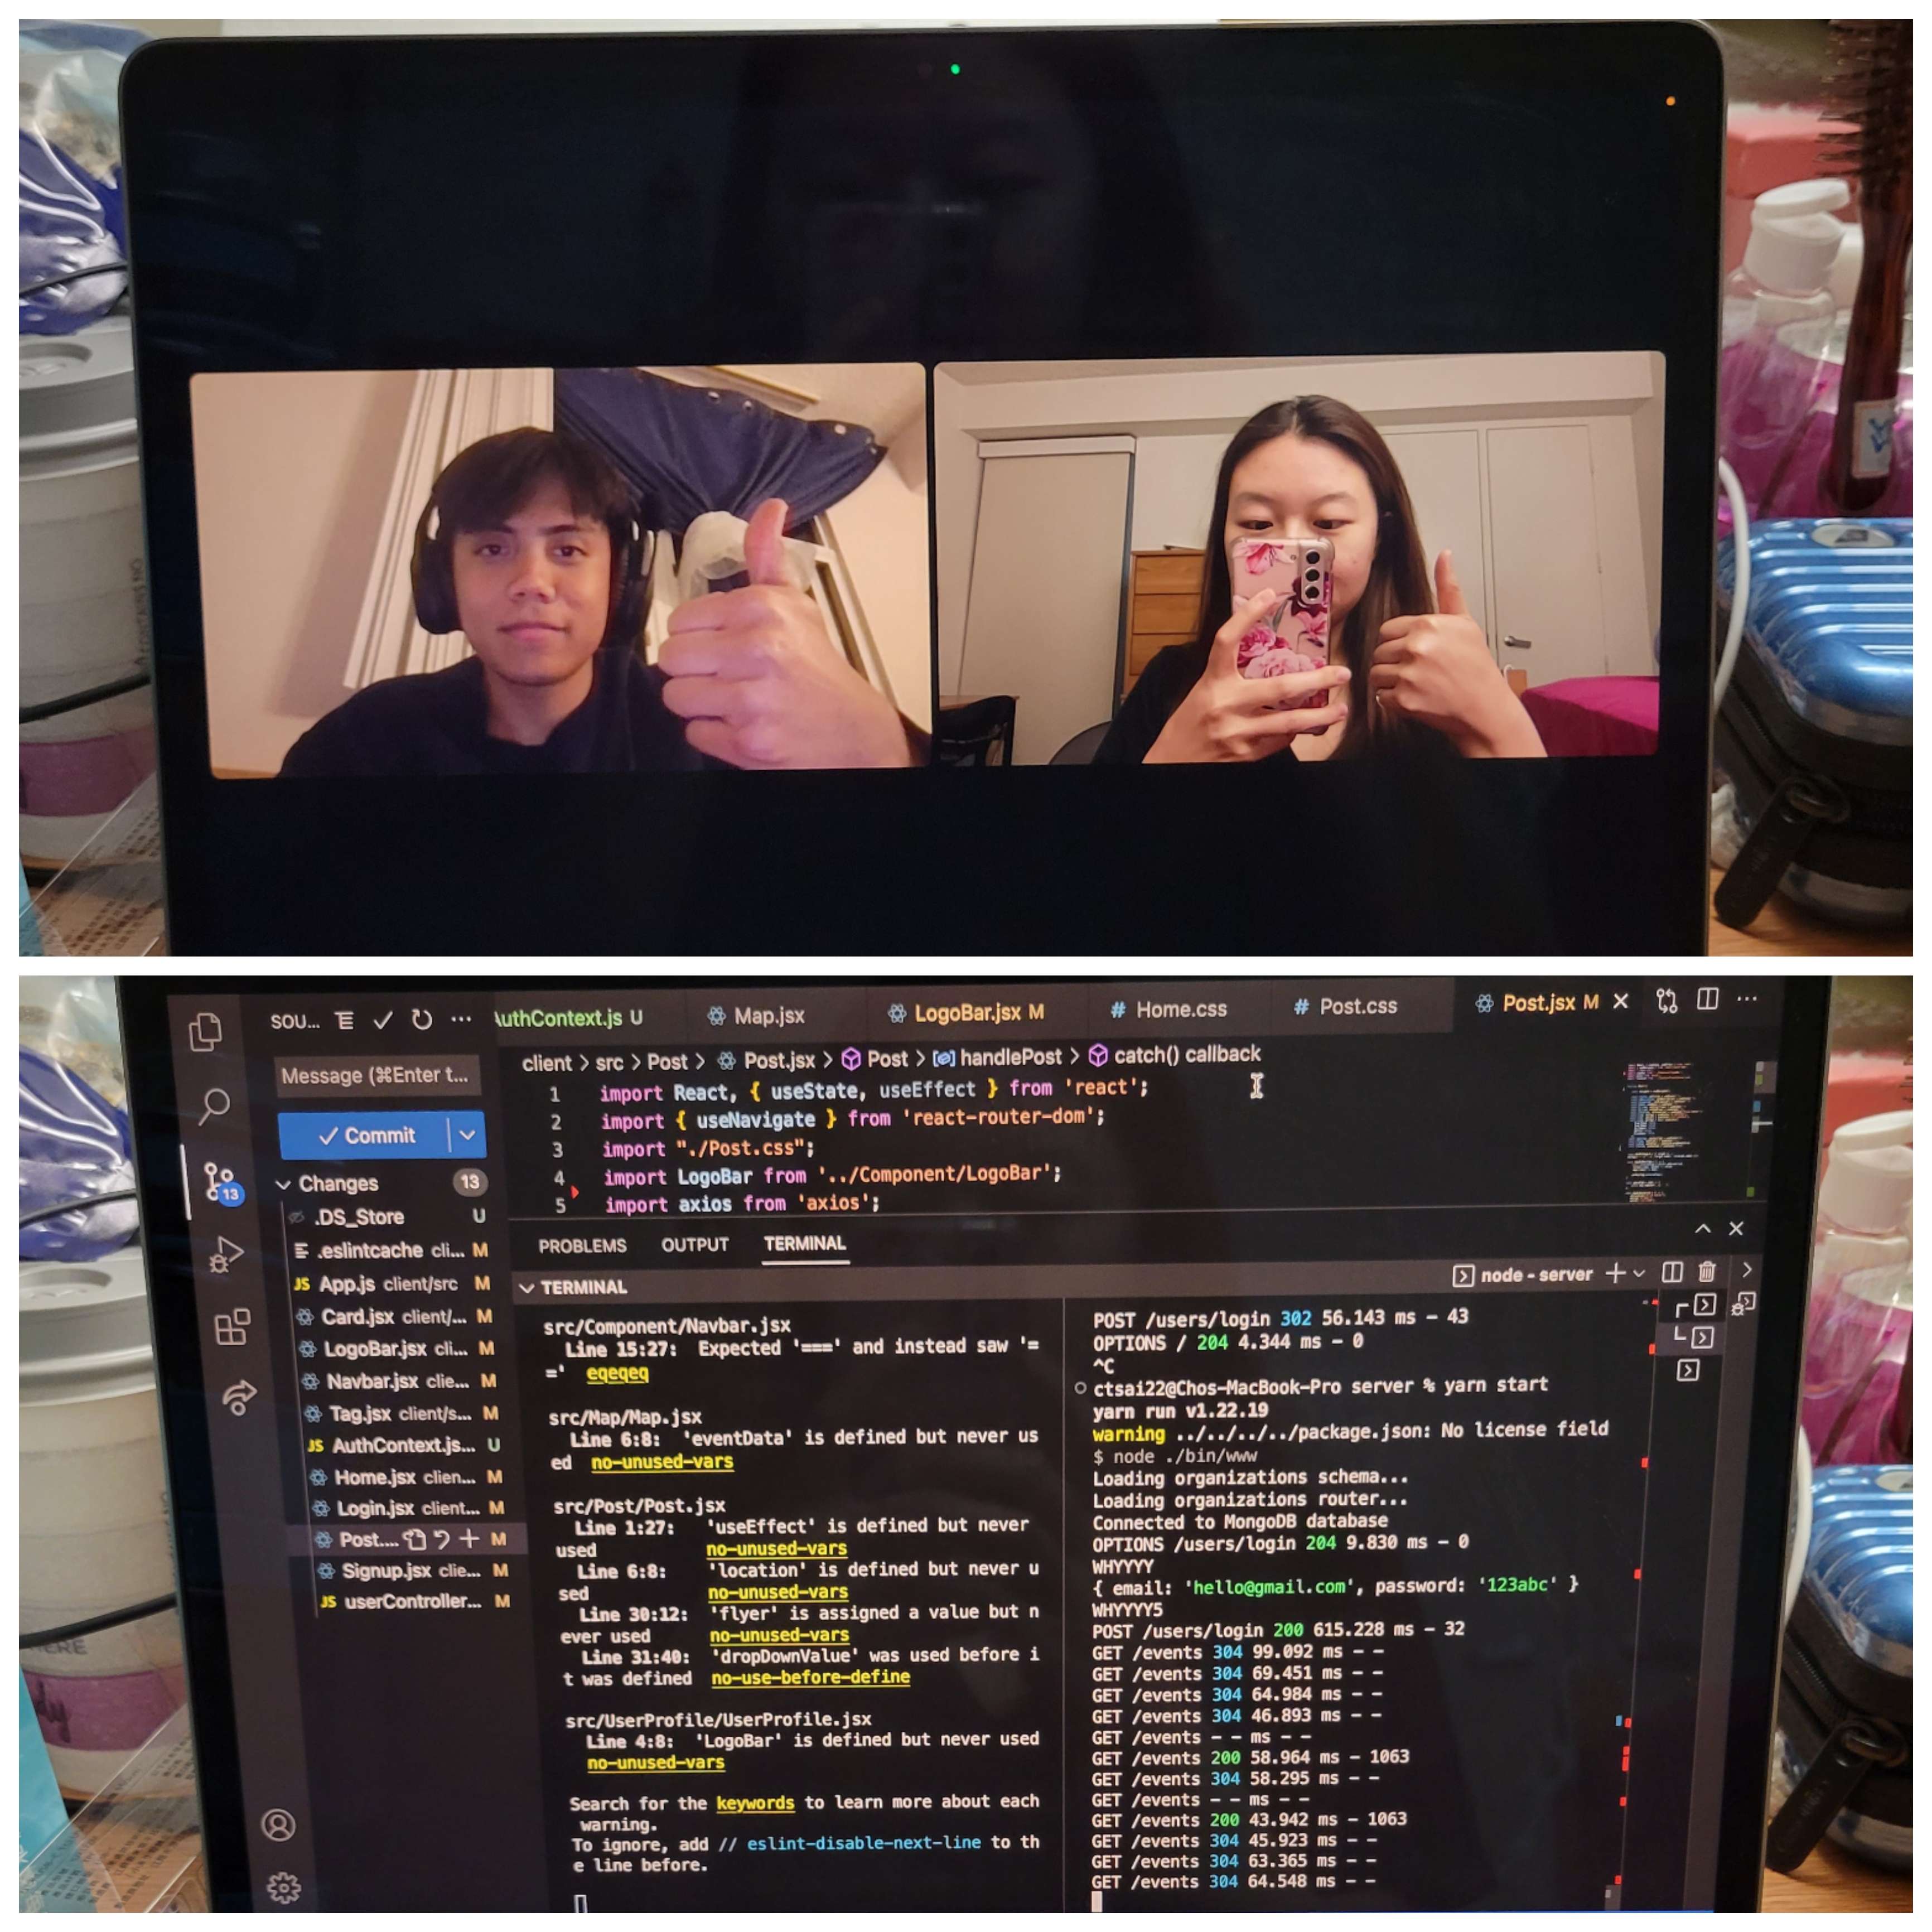 SOU...
Message (⌘Enter t...
Commit
Changes 13
.DS_Store U
.eslintcache cli... M
JS App.js client/src M
Card.jsx client/... M
LogoBar.jsx cli... M
Navbar.jsx clie... M
Tag.jsx client/s... M
JS AuthContext.js... U
Home.jsx clien... M
Login.jsx client... M
Post.... M
Signup.jsx clie... M
JS userController... M
13
AuthContext.js U Map.jsx LogoBar.jsx M # Home.css # Post.css Post.jsx M
client > src > Post > Post.jsx > Post > handlePost > catch() callback
1 import React, { useState, useEffect } from 'react';
2 import { useNavigate } from 'react-router-dom';
3 import "./Post.css";
4 import LogoBar from '../Component/LogoBar';
5 import axios from 'axios';
PROBLEMS OUTPUT TERMINAL
TERMINAL
node - server
src/Component/Navbar.jsx
Line 15:27: Expected '===' and instead saw '=
=' eqeqeq
src/Map/Map.jsx
Line 6:8: 'eventData' is defined but never us
ed no-unused-vars
src/Post/Post.jsx
Line 1:27: 'useEffect' is defined but never
used no-unused-vars
Line 6:8: 'location' is defined but never u
sed no-unused-vars
Line 30:12: 'flyer' is assigned a value but n
ever used no-unused-vars
Line 31:40: 'dropDownValue' was used before i
t was defined no-use-before-define
src/UserProfile/UserProfile.jsx
Line 4:8: 'LogoBar' is defined but never used
no-unused-vars
Search for the keywords to learn more about each
warning.
To ignore, add // eslint-disable-next-line to th
e line before.
POST /users/login 302 56.143 ms - 43
OPTIONS / 204 4.344 ms - 0
^C
ctsai22@Chos-MacBook-Pro server % yarn start
yarn run v1.22.19
warning ../../../../package.json: No license field
$ node ./bin/www
Loading organizations schema...
Loading organizations router...
Connected to MongoDB database
OPTIONS /users/login 204 9.830 ms - 0
WHYYYY
{ email: 'hello@gmail.com', password: '123abc' }
WHYYYY5
POST /users/login 200 615.228 ms - 32
GET /events 304 99.092 ms - -
GET /events 304 69.451 ms - -
GET /events 304 64.984 ms - -
GET /events 304 46.893 ms - -
GET /events - - ms - -
GET /events 200 58.964 ms - 1063
GET /events 304 58.295 ms - -
GET /events - - ms - -
GET /events 200 43.942 ms - 1063
GET /events 304 45.923 ms - -
GET /events 304 63.365 ms - -
GET /events 304 64.548 ms - -